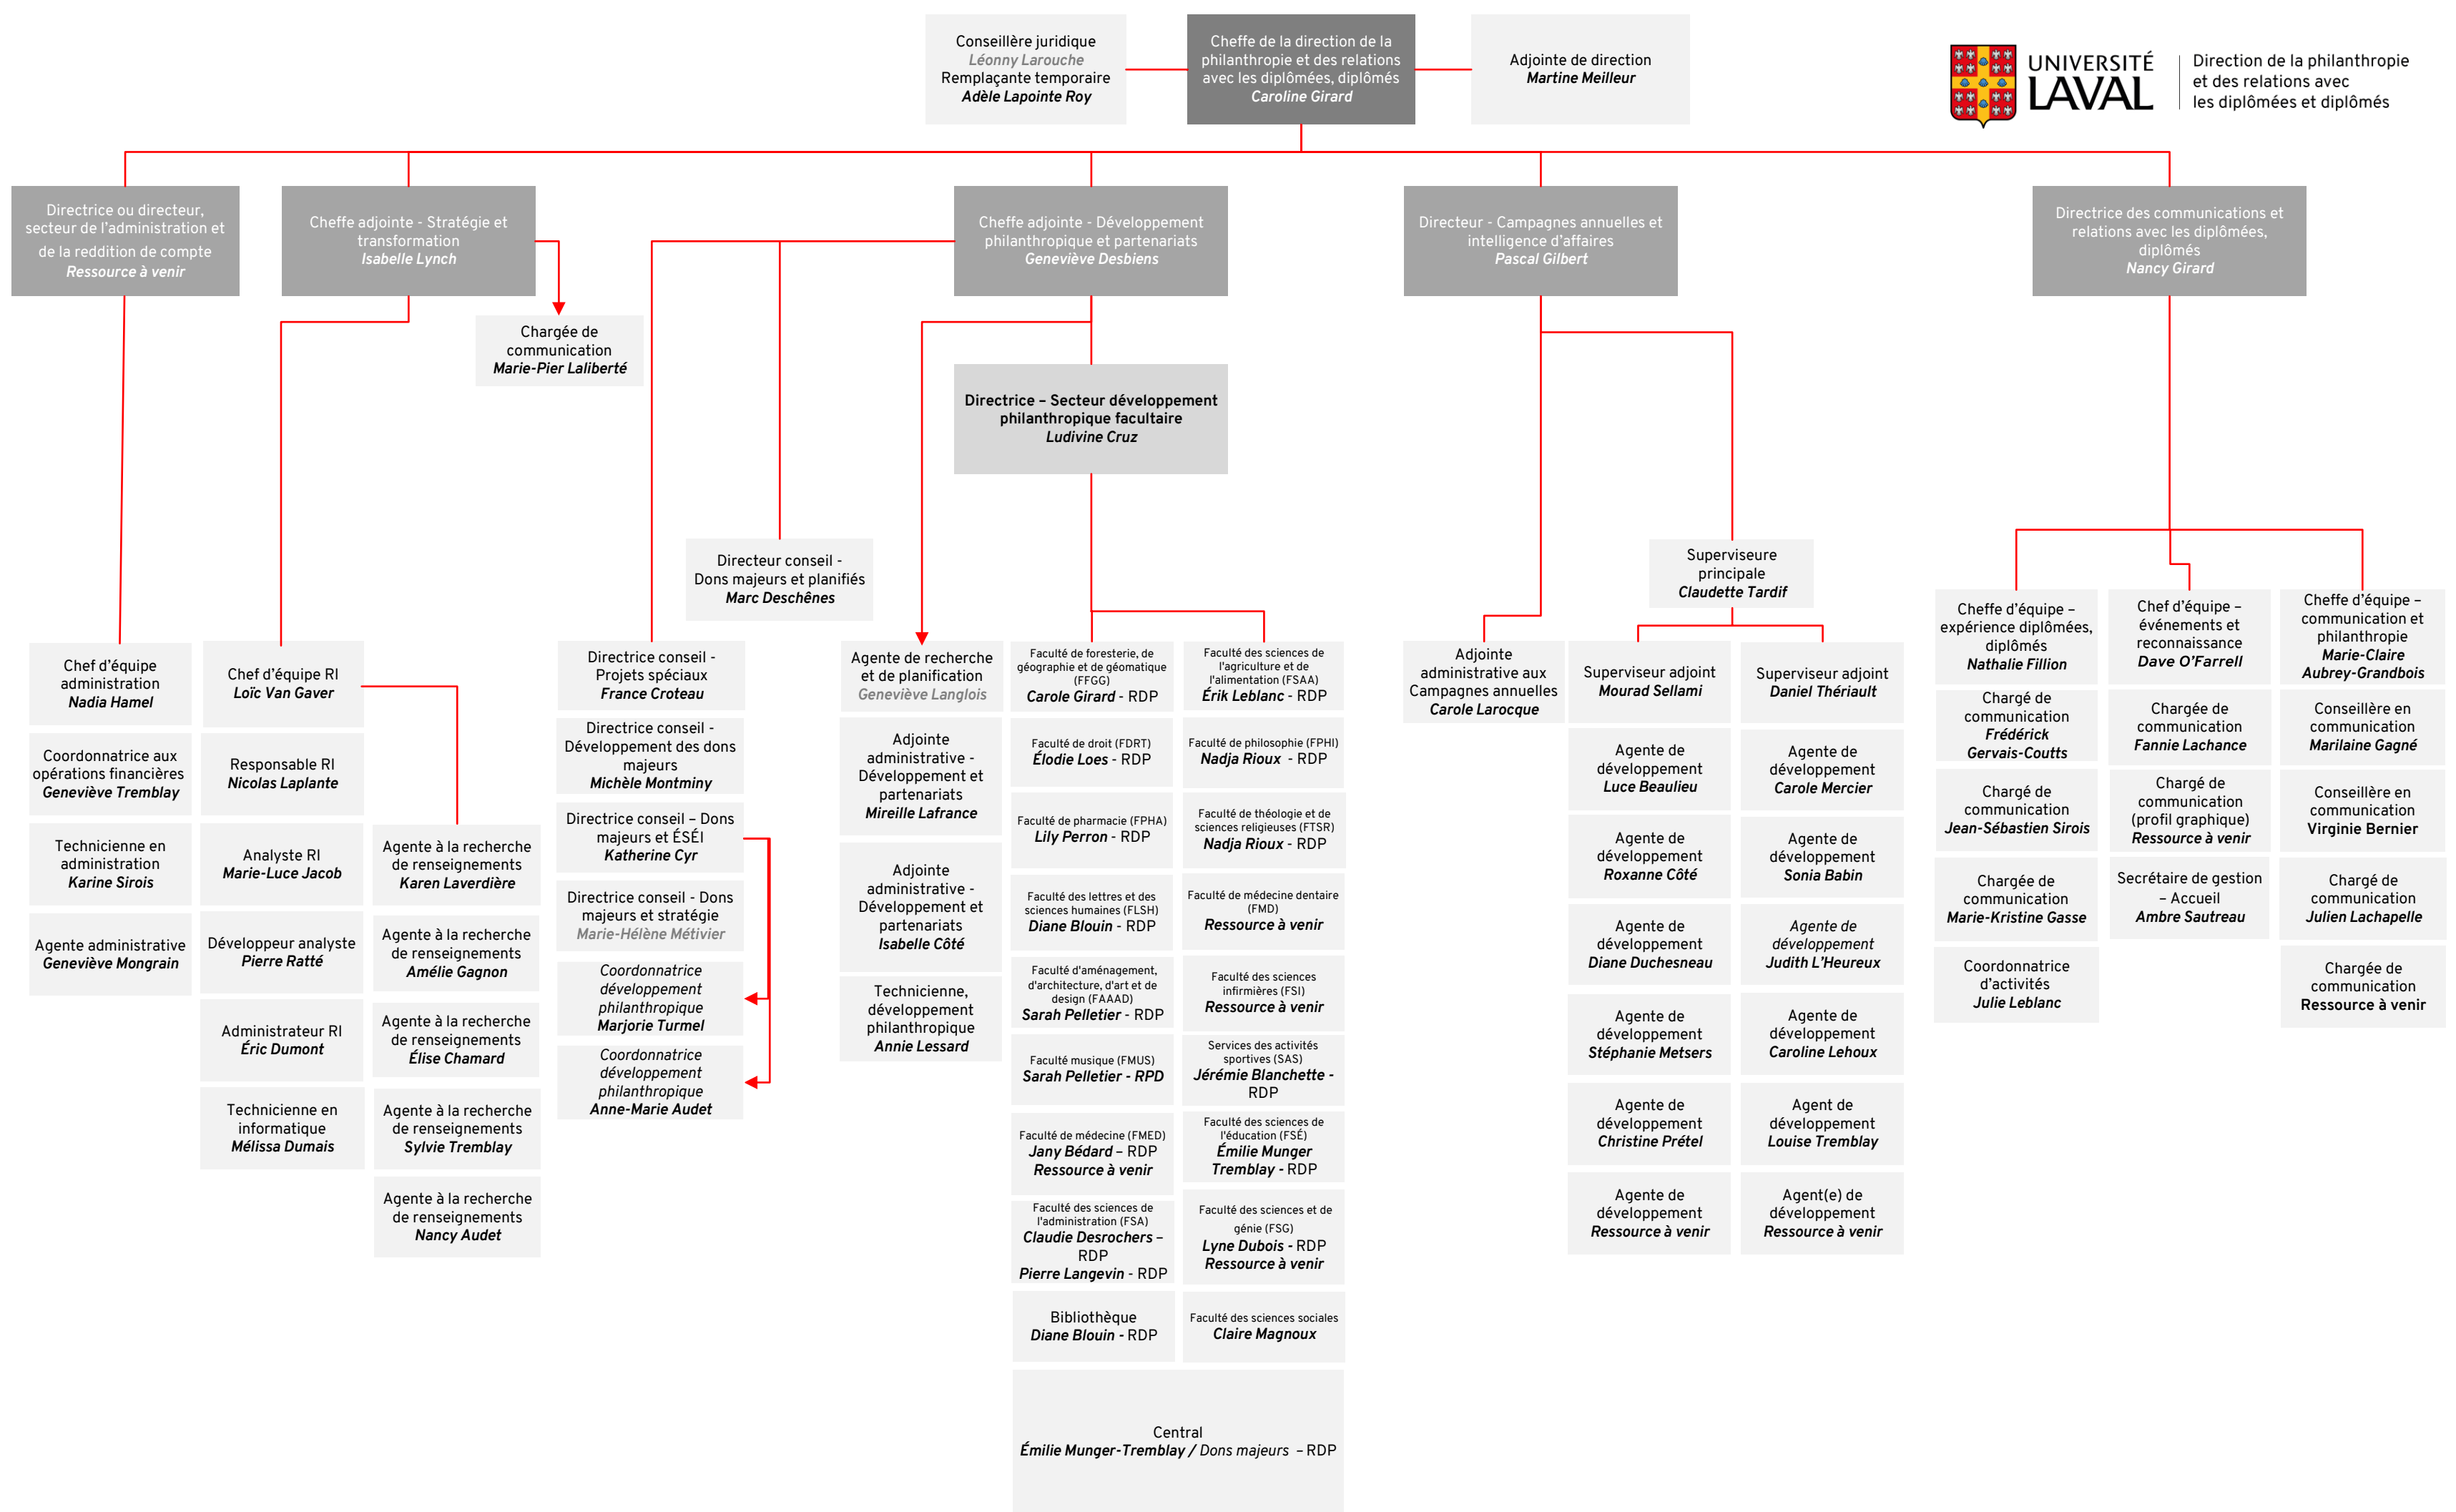 Conseillère juridique
Léonny Larouche
Remplaçante temporaire
Adèle Lapointe Roy
Cheffe de la direction de la
philanthropie et des relations
avec les diplômées, diplômés
Caroline Girard
Adjointe de direction
Martine Meilleur
UNIVERSITÉ
LAVAL
Direction de la philanthropie
et des relations avec
les diplômées et diplômés
Directrice ou directeur,
secteur de l'administration et
de la reddition de compte
Ressource à venir
Cheffe adjointe - Stratégie et
transformation
Isabelle Lynch
Cheffe adjointe - Développement
philanthropique et partenariats
Geneviève Desbiens
Directeur - Campagnes annuelles et
intelligence d'affaires
Pascal Gilbert
Directrice des communications et
relations avec les diplômées,
diplômés
Nancy Girard
Chargée de
communication
Marie-Pier Laliberté
Directrice – Secteur développement
philanthropique facultaire
Ludivine Cruz
Directeur conseil -
Dons majeurs et planifiés
Marc Deschênes
Superviseure
principale
Claudette Tardif
Chef d'équipe
administration
Nadia Hamel
Coordonnatrice aux
opérations financières
Geneviève Tremblay
Technicienne en
administration
Karine Sirois
Agente administrative
Geneviève Mongrain
Chef d'équipe RI
Loïc Van Gaver
Responsable RI
Nicolas Laplante
Analyste RI
Marie-Luce Jacob
Développeur analyste
Pierre Ratté
Administrateur RI
Éric Dumont
Technicienne en
informatique
Mélissa Dumais
Agente à la recherche
de renseignements
Karen Laverdière
Agente à la recherche
de renseignements
Amélie Gagnon
Agente à la recherche
de renseignements
Élise Chamard
Agente à la recherche
de renseignements
Sylvie Tremblay
Agente à la recherche
de renseignements
Nancy Audet
Directrice conseil -
Projets spéciaux
France Croteau
Directrice conseil -
Développement des dons
majeurs
Michèle Montminy
Directrice conseil – Dons
majeurs et ÉSÉI
Katherine Cyr
Directrice conseil - Dons
majeurs et stratégie
Marie-Hélène Métivier
Coordonnatrice
développement
philanthropique
Marjorie Turmel
Coordonnatrice
développement
philanthropique
Anne-Marie Audet
Agente de recherche
et de planification
Geneviève Langlois
Adjointe
administrative -
Développement et
partenariats
Mireille Lafrance
Adjointe
administrative -
Développement et
partenariats
Isabelle Côté
Technicienne,
développement
philanthropique
Annie Lessard
Faculté de foresterie, de
géographie et de géomatique
(FFGG)
Carole Girard - RDP
Faculté de droit (FDRT)
Élodie Loes - RDP
Faculté de pharmacie (FPHA)
Lily Perron - RDP
Faculté des lettres et des
sciences humaines (FLSH)
Diane Blouin - RDP
Faculté d'aménagement,
d'architecture, d'art et de
design (FAAAD)
Sarah Pelletier - RDP
Faculté musique (FMUS)
Sarah Pelletier - RPD
Faculté de médecine (FMED)
Jany Bédard – RDP
Ressource à venir
Faculté des sciences de
l'administration (FSA)
Claudie Desrochers –
RDP
Pierre Langevin - RDP
Bibliothèque
Diane Blouin - RDP
Faculté des sciences de
l'agriculture et de
l'alimentation (FSAA)
Érik Leblanc - RDP
Faculté de philosophie (FPHI)
Nadja Rioux - RDP
Faculté de théologie et de
sciences religieuses (FTSR)
Nadja Rioux - RDP
Faculté de médecine dentaire
(FMD)
Ressource à venir
Faculté des sciences
infirmières (FSI)
Ressource à venir
Services des activités
sportives (SAS)
Jérémie Blanchette -
RDP
Faculté des sciences de
l'éducation (FSÉ)
Émilie Munger
Tremblay - RDP
Faculté des sciences et de
génie (FSG)
Lyne Dubois - RDP
Ressource à venir
Faculté des sciences sociales
Claire Magnoux
Central
Émilie Munger-Tremblay / Dons majeurs – RDP
Adjointe
administrative aux
Campagnes annuelles
Carole Larocque
Superviseur adjoint
Mourad Sellami
Agente de
développement
Luce Beaulieu
Agente de
développement
Roxanne Côté
Agente de
développement
Diane Duchesneau
Agente de
développement
Stéphanie Metsers
Agente de
développement
Christine Prétel
Agente de
développement
Ressource à venir
Superviseur adjoint
Daniel Thériault
Agente de
développement
Carole Mercier
Agente de
développement
Sonia Babin
Agente de
développement
Judith L'Heureux
Agente de
développement
Caroline Lehoux
Agent de
développement
Louise Tremblay
Agent(e) de
développement
Ressource à venir
Cheffe d'équipe –
expérience diplômées,
diplômés
Nathalie Fillion
Chargé de
communication
Frédérick
Gervais-Coutts
Chargé de
communication
Jean-Sébastien Sirois
Chargée de
communication
Marie-Kristine Gasse
Coordonnatrice
d'activités
Julie Leblanc
Chef d'équipe –
événements et
reconnaissance
Dave O'Farrell
Chargée de
communication
Fannie Lachance
Chargé de
communication
(profil graphique)
Ressource à venir
Secrétaire de gestion
– Accueil
Ambre Sautreau
Cheffe d'équipe –
communication et
philanthropie
Marie-Claire
Aubrey-Grandbois
Conseillère en
communication
Marilaine Gagné
Conseillère en
communication
Virginie Bernier
Chargé de
communication
Julien Lachapelle
Chargée de
communication
Ressource à venir